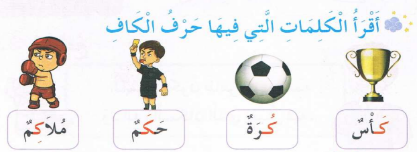 أَقْرَأُ الْكَلِمَاتِ الَّتِي فِيهَا حَرْفُ الْكَافِ
كَأْسٌ كُرَةٌ حَكَمٌ مُلَاكِمٌ